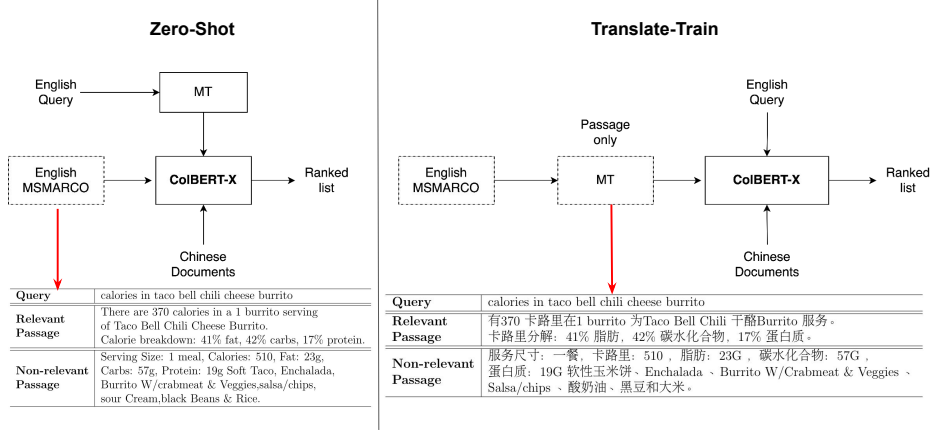 Zero-Shot
English
Query
MT
English
MSMARCO
ColBERT-X
Ranked
list
Chinese
Documents
Query
calories in taco bell chili cheese burrito
Relevant
Passage
There are 370 calories in a 1 burrito serving
of Taco Bell Chili Cheese Burrito.
Calorie breakdown: 41% fat, 42% carbs, 17% protein.
Non-relevant
Passage
Serving Size: 1 meal, Calories: 510, Fat: 23g,
Carbs: 57g, Protein: 19g Soft Taco, Enchalada,
Burrito W/crabmeat & Veggies,salsa/chips,
sour Cream,black Beans & Rice.
Translate-Train
English
Query
Passage
only
English
MSMARCO
MT
ColBERT-X
Ranked
list
Chinese
Documents
Query
calories in taco bell chili cheese burrito
Relevant
Passage
有370 卡路里在1 burrito 为Taco Bell Chili 干酪Burrito 服务。
卡路里分解：41% 脂肪，42% 碳水化合物，17% 蛋白质。
Non-relevant
Passage
服务尺寸：一餐，卡路里：510 ，脂肪：23G ，碳水化合物：57G ，
蛋白质：19G 软性玉米饼、Enchalada 、Burrito W/Crabmeat & Veggies 、
Salsa/chips 、酸奶油、黑豆和大米。